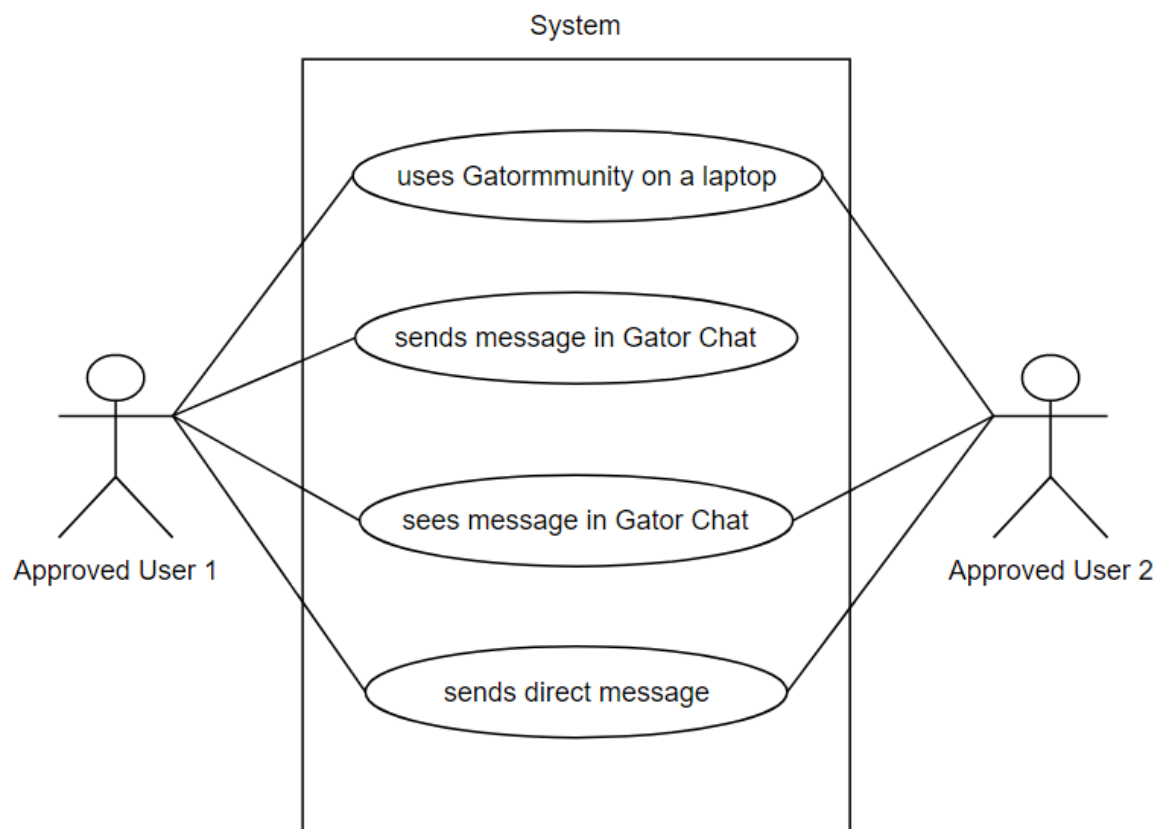 System
uses Gatormmunity on a laptop
sends message in Gator Chat
sees message in Gator Chat
Approved User 1
Approved User 2
sends direct message